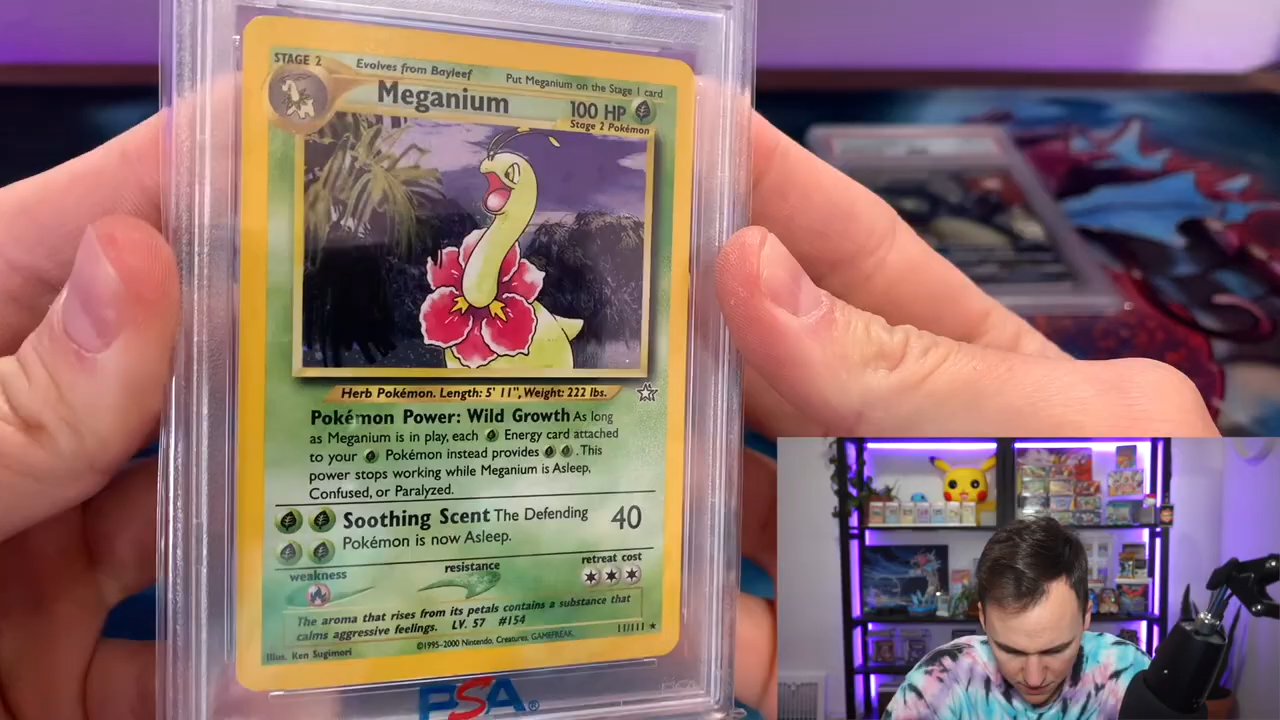 STAGE 2
Evolves from Bayleef
Put Meganium on the Stage 1 card
Meganium
100 HP
Stage 2 Pokémon
Herb Pokémon. Length: 5' 11", Weight: 222 lbs.
Pokémon Power: Wild Growth As long
as Meganium is in play, each Energy card attached
to your Pokémon instead provides . This
power stops working while Meganium is Asleep,
Confused, or Paralyzed.
Soothing Scent The Defending 40
Pokémon is now Asleep.
weakness
resistance
retreat cost
The aroma that rises from its petals contains a substance that
calms aggressive feelings. LV. 57 #154
Illus. Ken Sugimori
©1995-2000 Nintendo, Creatures, GAMEFREAK.
11/111 ★
PSA®